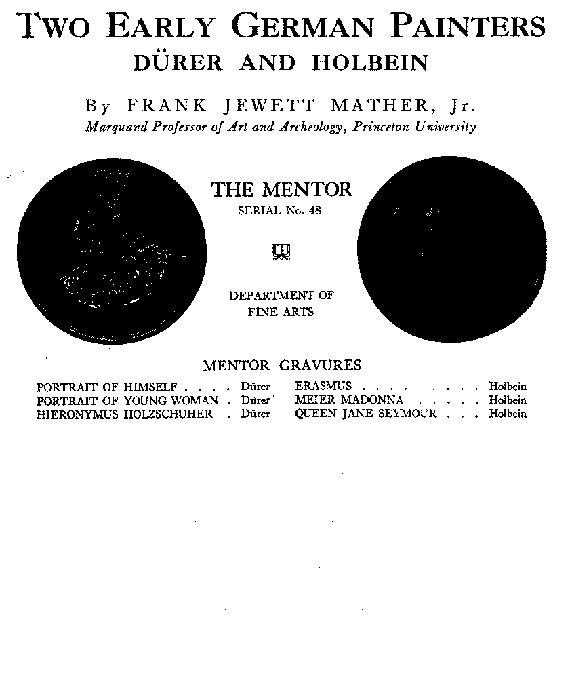 TWO EARLY GERMAN PAINTERS
DÜRER AND HOLBEIN
By FRANK JEWETT MATHER, Jr.
Marquand Professor of Art and Archeology, Princeton University
THE MENTOR
SERIAL No. 48
DEPARTMENT OF
FINE ARTS
MENTOR GRAVURES
PORTRAIT OF HIMSELF . . . . Dürer
PORTRAIT OF YOUNG WOMAN . Dürer
HIERONYMUS HOLZSCHUHER . Dürer
ERASMUS . . . . . . . . Holbein
MEIER MADONNA . . . . . Holbein
QUEEN JANE SEYMOUR . . . Holbein